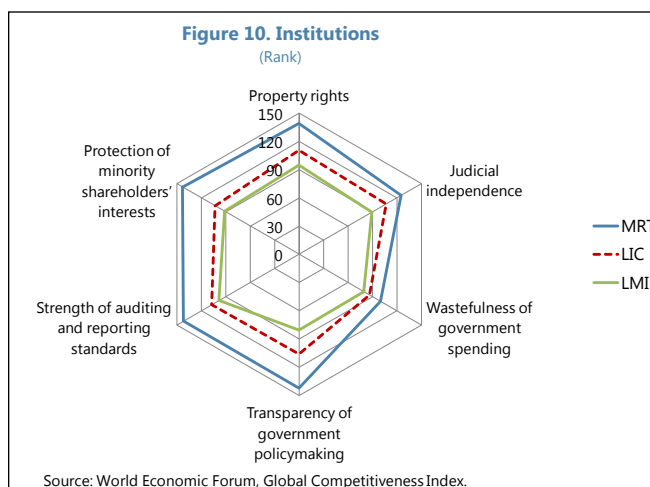 Figure 10. Institutions
(Rank)
Property rights
150
120
90
60
30
0
Judicial
independence
Wastefulness of
government
spending
Transparency of
government
policymaking
Strength of auditing
and reporting
standards
Protection of
minority
shareholders'
interests
MRT
LIC
LMI
Source: World Economic Forum, Global Competitiveness Index.